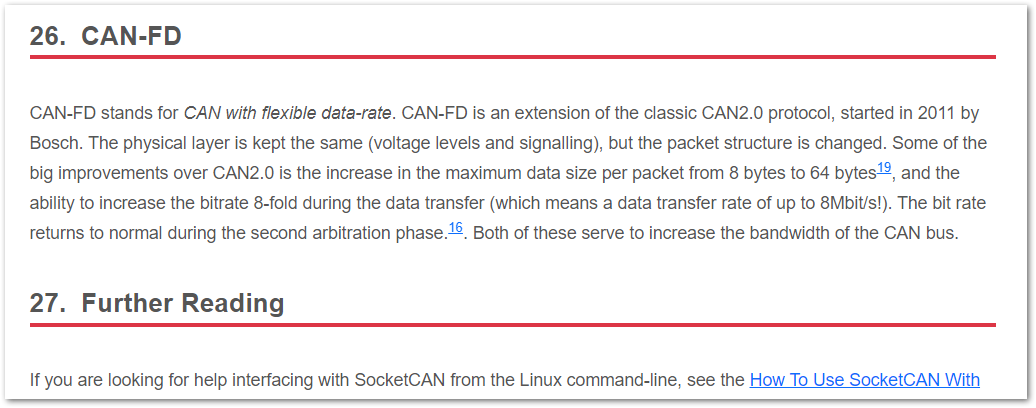 26. CAN-FD
CAN-FD stands for CAN with flexible data-rate. CAN-FD is an extension of the classic CAN2.0 protocol, started in 2011 by
Bosch. The physical layer is kept the same (voltage levels and signalling), but the packet structure is changed. Some of the
big improvements over CAN2.0 is the increase in the maximum data size per packet from 8 bytes to 64 bytes19, and the
ability to increase the bitrate 8-fold during the data transfer (which means a data transfer rate of up to 8Mbit/s!). The bit rate
returns to normal during the second arbitration phase.16. Both of these serve to increase the bandwidth of the CAN bus.
27. Further Reading
If you are looking for help interfacing with SocketCAN from the Linux command-line, see the How To Use SocketCAN With